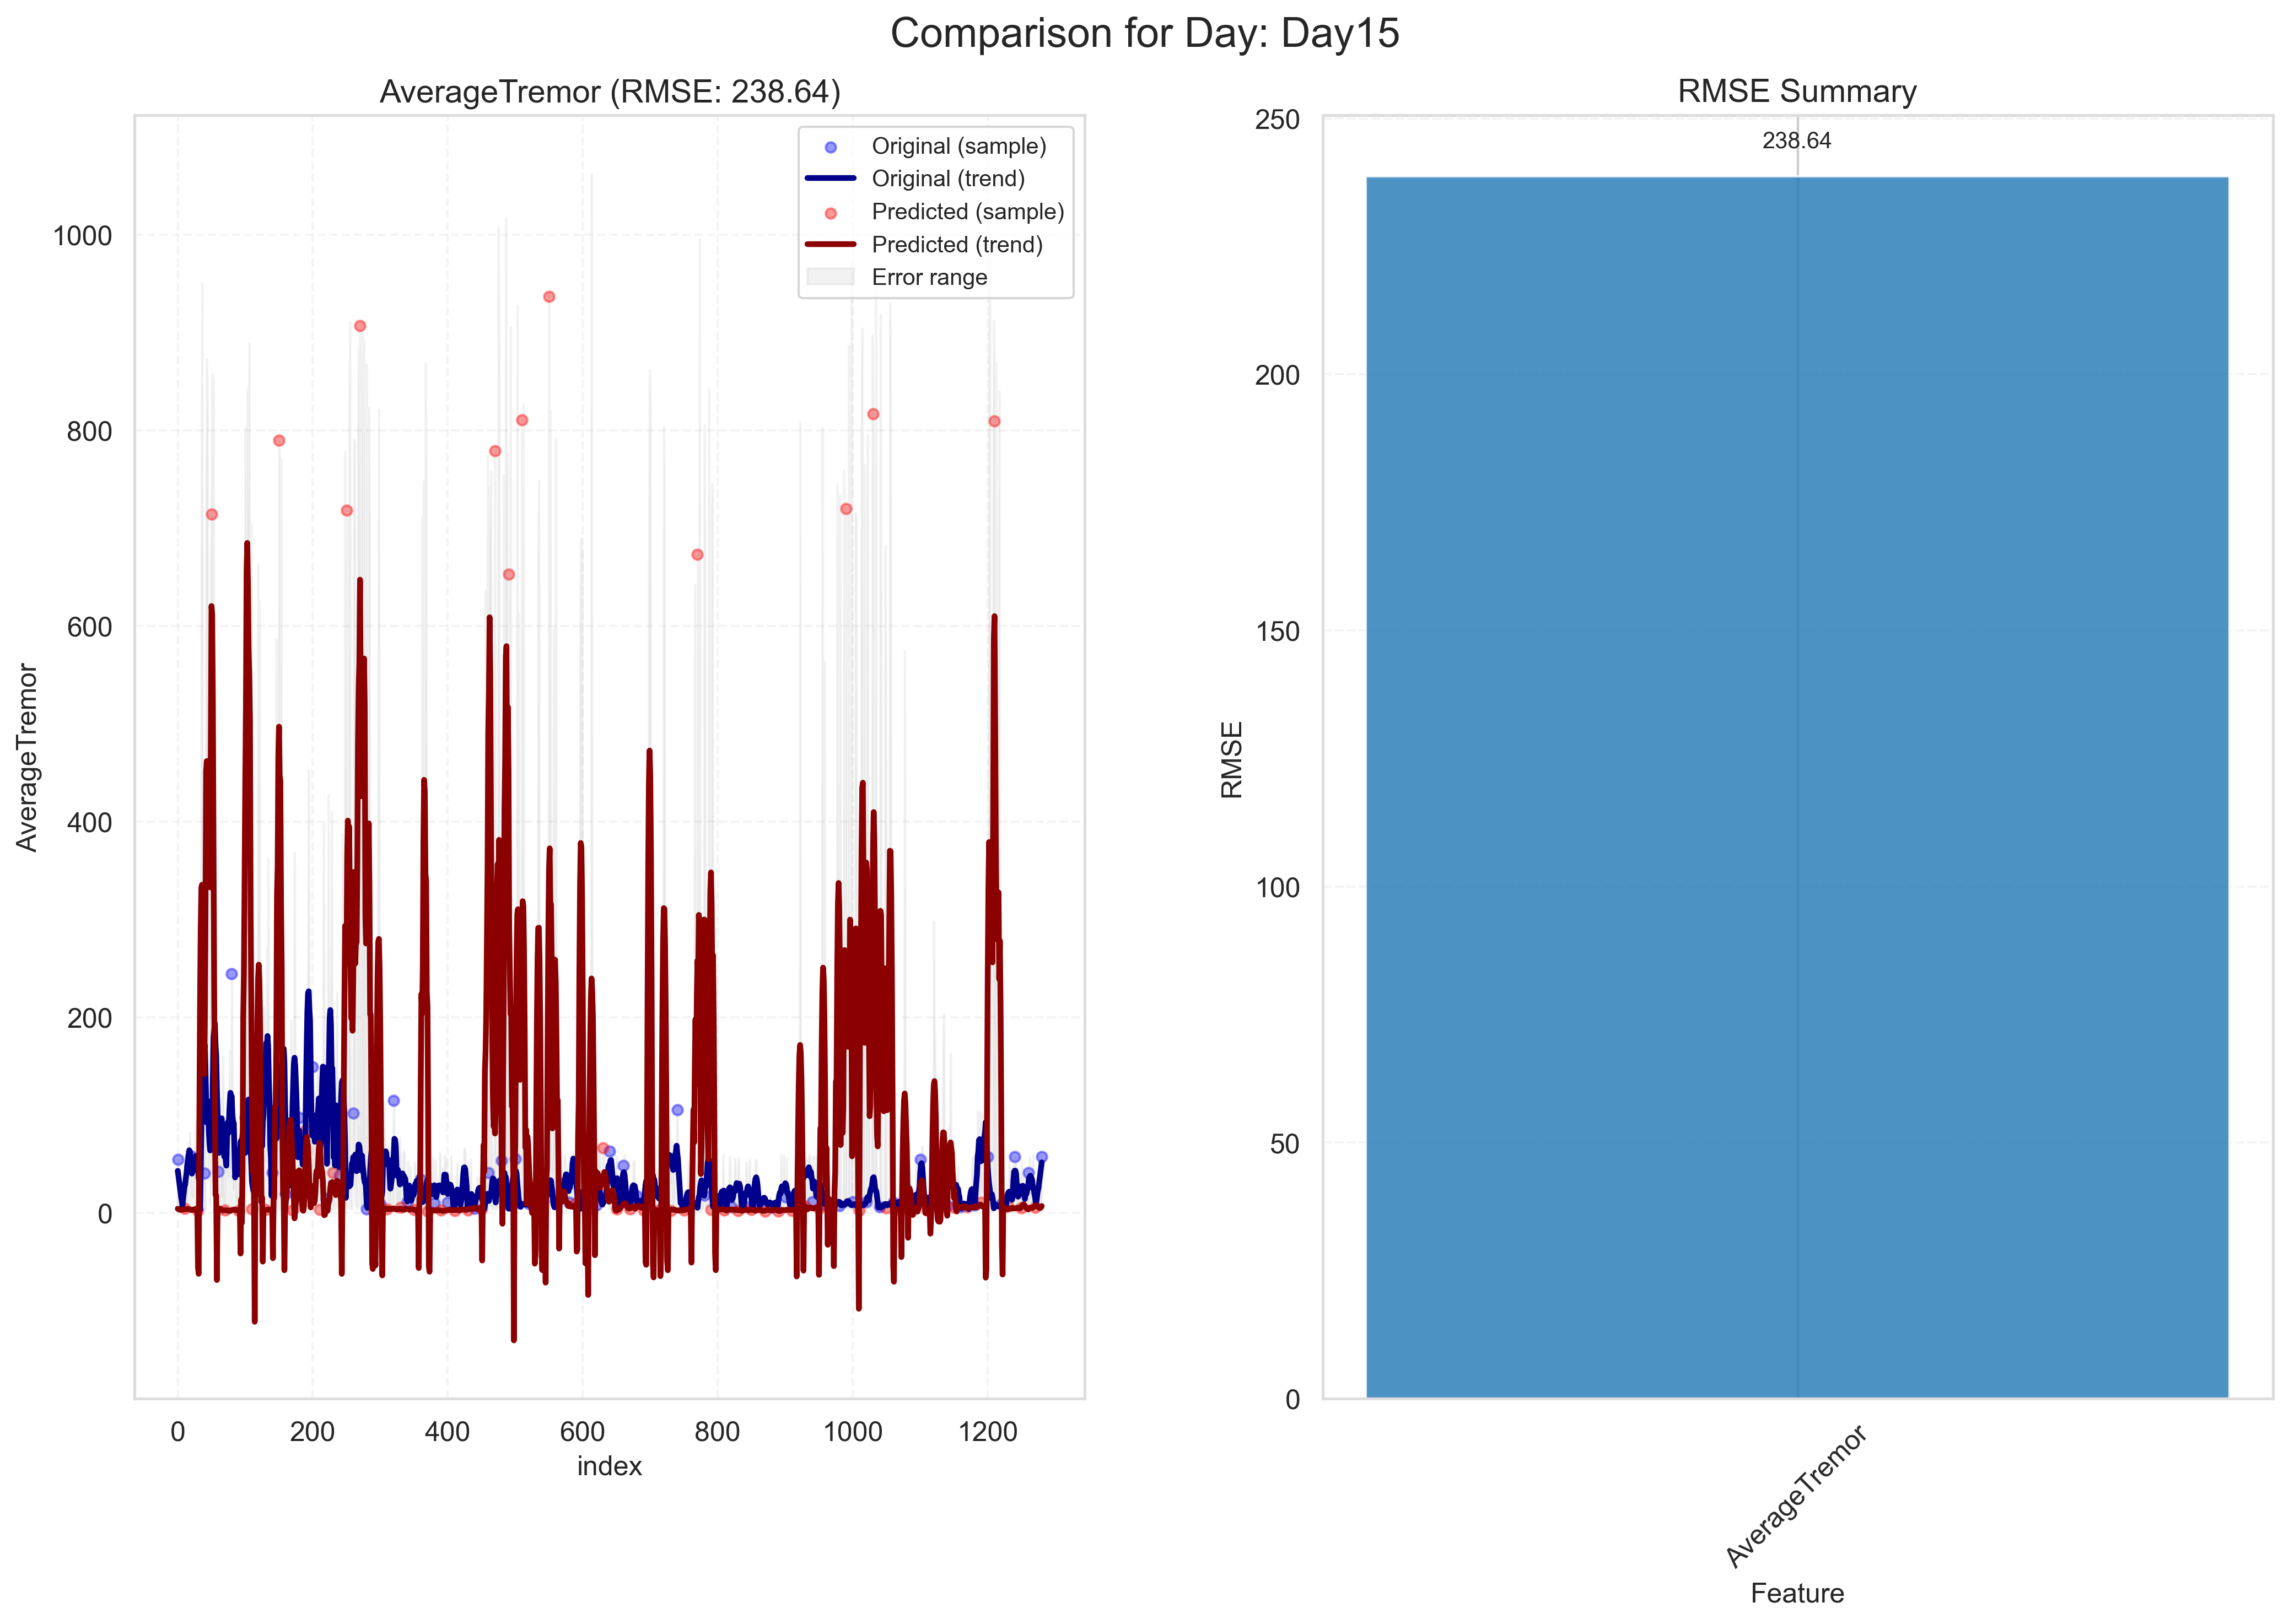 Comparison for Day: Day15
AverageTremor (RMSE: 238.64)
Original (sample)
Original (trend)
Predicted (sample)
Predicted (trend)
Error range
1000
800
600
400
200
0
AverageTremor
0 200 400 600 800 1000 1200
index
RMSE Summary
238.64
250
200
150
100
50
0
RMSE
AverageTremor
Feature